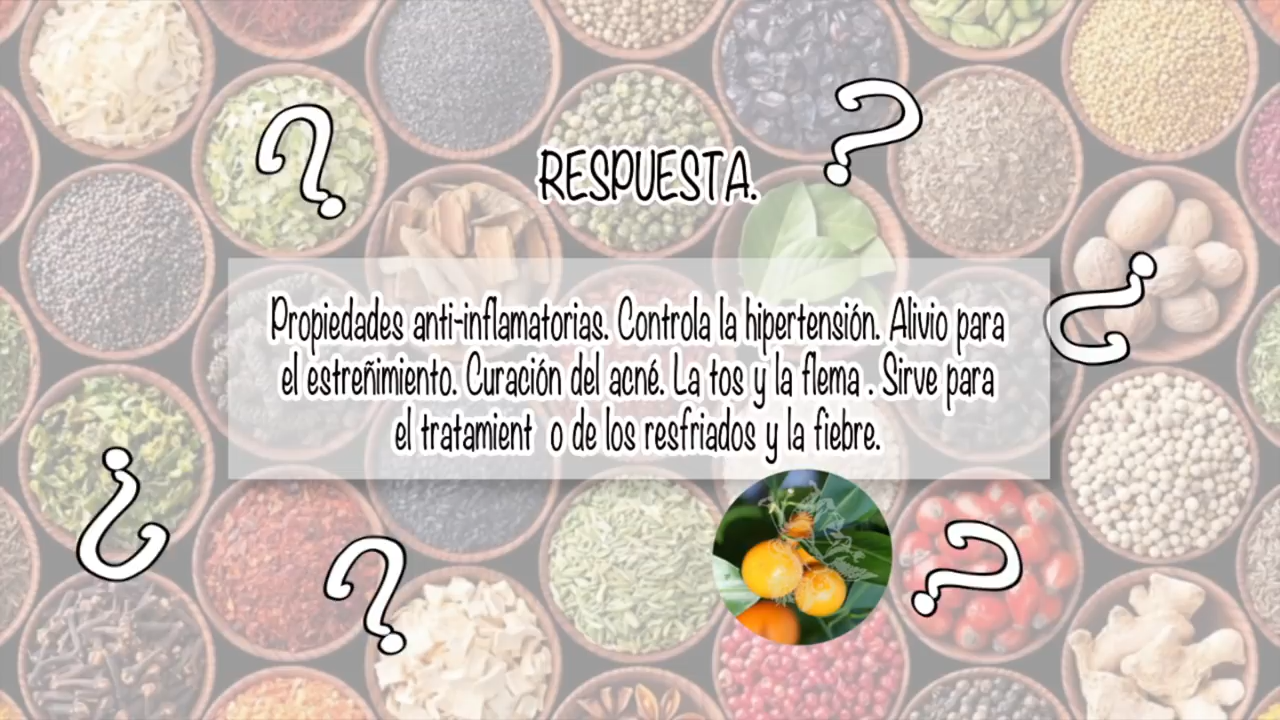 RESPUESTA.
Propiedades anti-inflamatorias. Controla la hipertensión. Alivio para
el estreñimiento. Curación del acné. La tos y la flema . Sirve para
el tratamient  o de los resfriados y la fiebre.